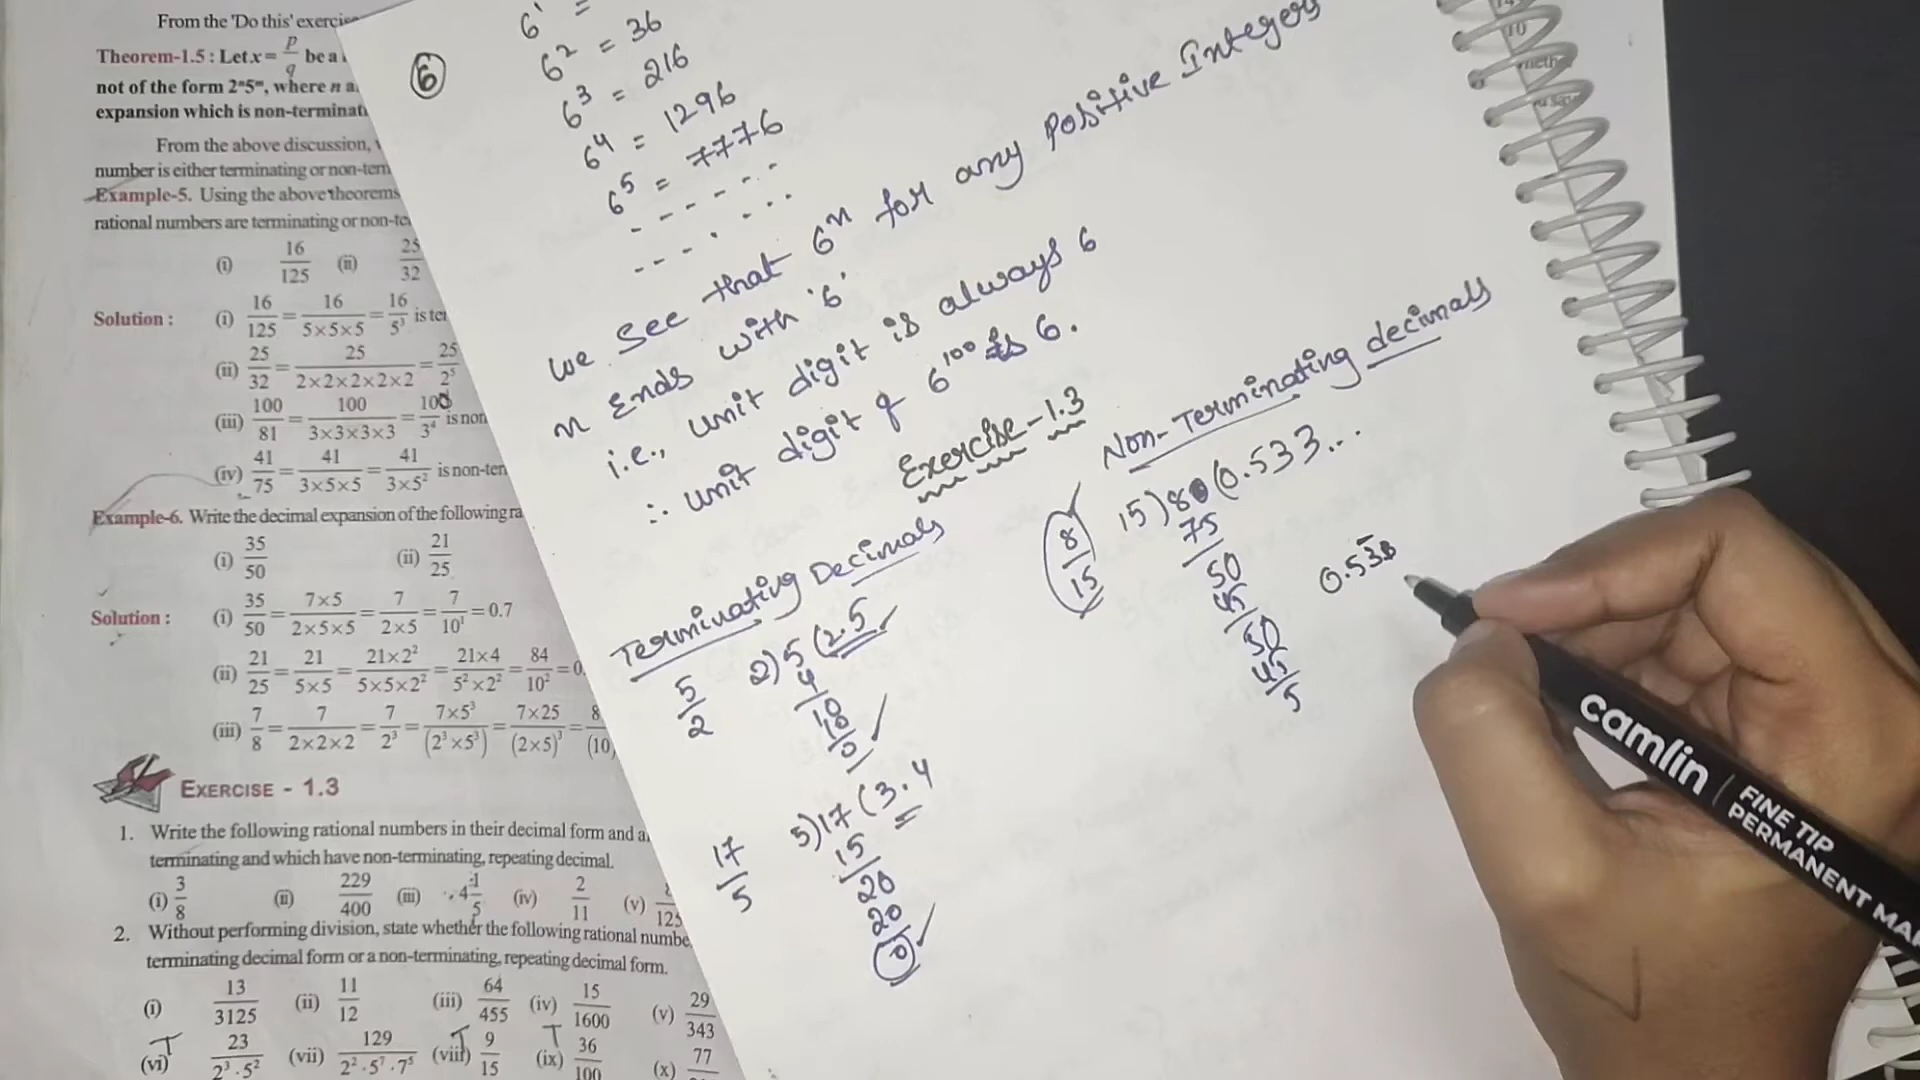 From the 'Do this' exercise
Theorem-1.5 : Let x = p/q be a
not of the form 2ⁿ5ᵐ, where n a
expansion which is non-terminati
From the above discussion,
number is either terminating or non-term
Example-5. Using the above theorems
rational numbers are terminating or non-te
(i) 16/125 (ii) 25/32
Solution : (i) 16/125 = 16/5×5×5 = 16/5³ is ter
(ii) 25/32 = 25/2×2×2×2×2 = 25/2⁵
(iii) 100/81 = 100/3×3×3×3 = 100/3⁴ is non
(iv) 41/75 = 41/3×5×5 = 41/3×5² is non-ten
Example-6. Write the decimal expansion of the following ra
(i) 35/50 (ii) 21/25
Solution : (i) 35/50 = 7×5/2×5×5 = 7/2×5 = 7/10¹ = 0.7
(ii) 21/25 = 21/5×5 = 21×2²/5×5×2² = 21×4/5²×2² = 84/10² = 0.
(iii) 7/8 = 7/2×2×2 = 7/2³ = 7×5³/(2³×5³) = 7×25/(2×5)³ = 8/(10)
EXERCISE - 1.3
1. Write the following rational numbers in their decimal form and a
terminating and which have non-terminating, repeating decimal.
(i) 3/8 (ii) 229/400 (iii) 4 1/5 (iv) 2/11 (v) /125
2. Without performing division, state whether the following rational numbe
terminating decimal form or a non-terminating, repeating decimal form.
(i) 13/3125 (ii) 11/12 (iii) 64/455 (iv) 15/1600 (v) 29/343
T T T
(vi) 23/2³·5² (vii) 129/2²·5⁷·7⁵ (viii) 9/15 (ix) 36/100 (x) 77
6
6¹ =
6² = 36
6³ = 216
6⁴ = 1296
6⁵ = 7776
- - - - - -
- - - . . . .
we see that 6ⁿ for any positive Integers
n Ends with '6'
i.e., unit digit is always 6
∴ unit digit of 6¹⁰⁰ is 6.
Exercise-1.3
Terminating Decimals
5/2 2)5(2.5
4
10
10
0
17/5 5)17(3.4
15
20
20
0
Non-Terminating decimals
8/15 15)80(0.533...
75
50
45
50
45
5
0.53
camlin
FINE TIP
PERMANENT MA
10